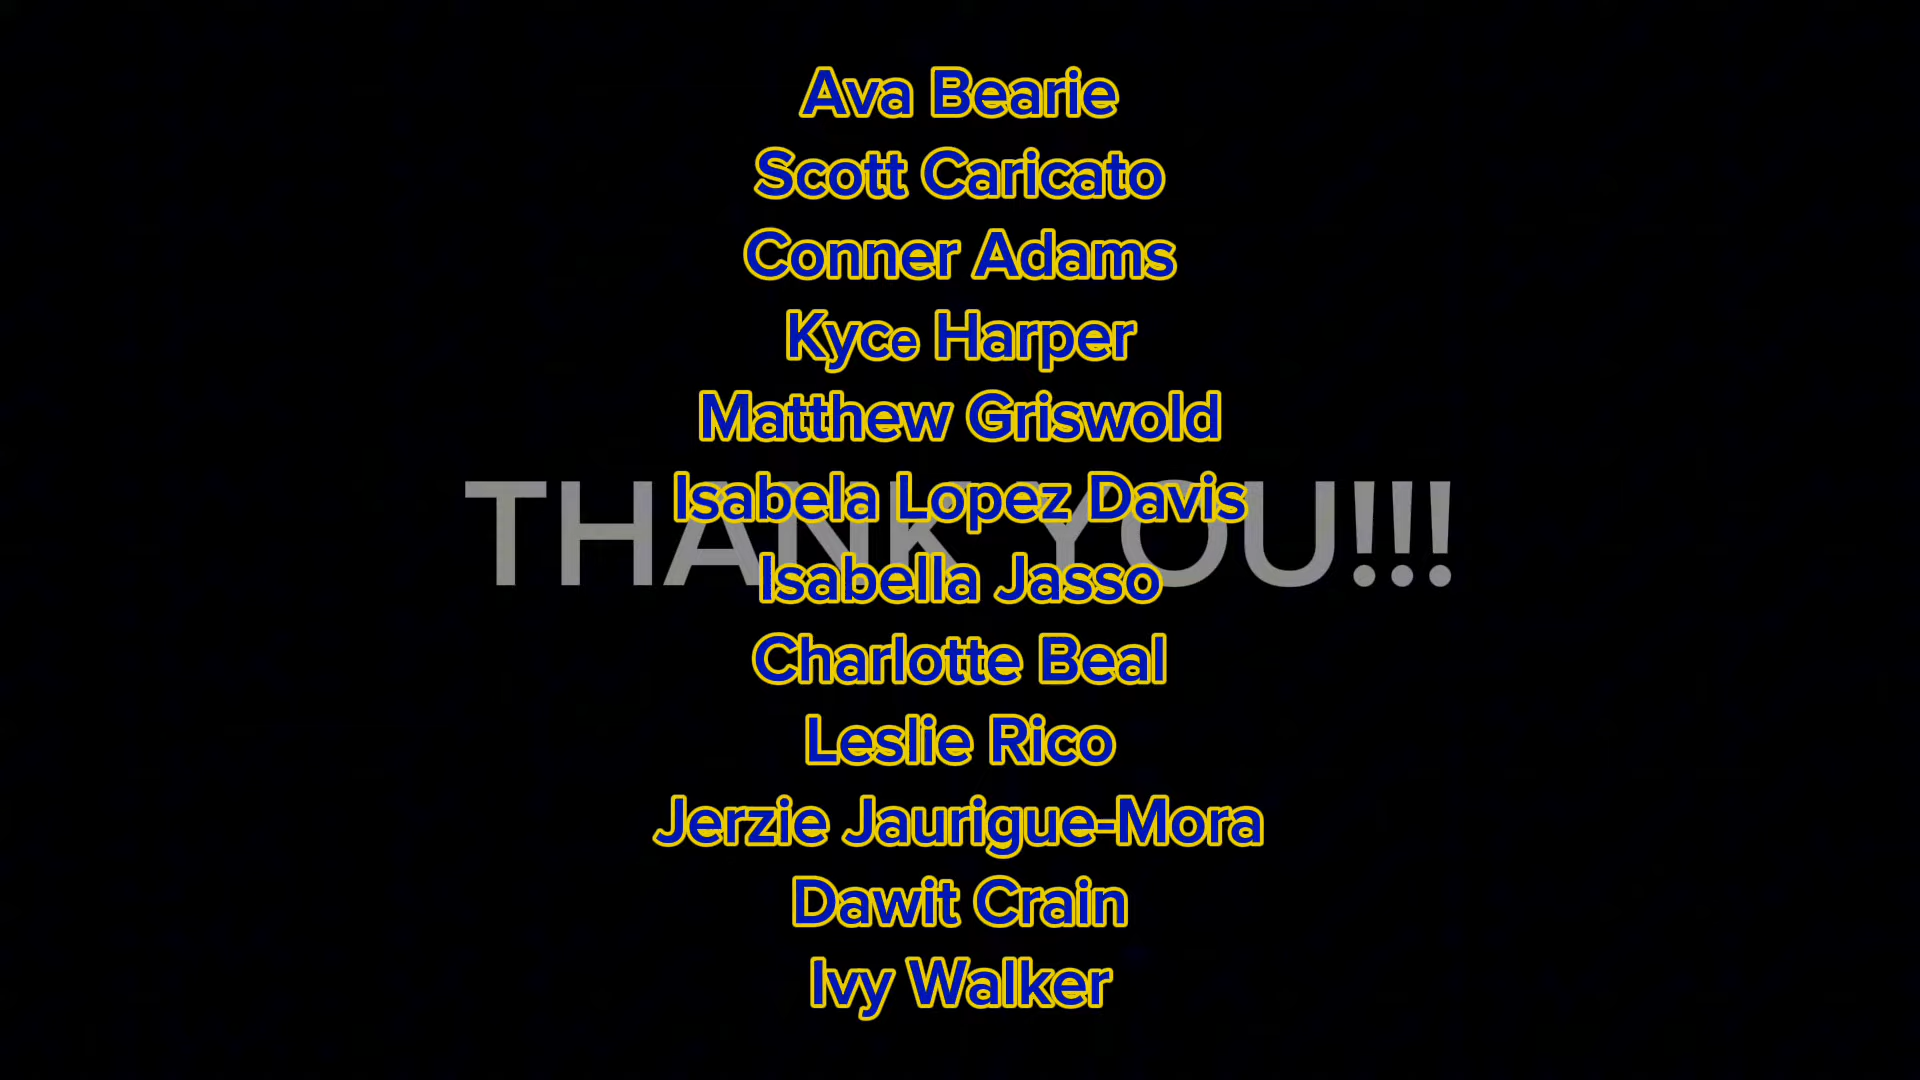 Ava Bearie
Scott Caricato
Conner Adams
Kyce Harper
Matthew Griswold
Isabela Lopez Davis
THANK YOU!!!
Isabella Jasso
Charlotte Beal
Leslie Rico
Jerzie Jaurigue-Mora
Dawit Crain
Ivy Walker